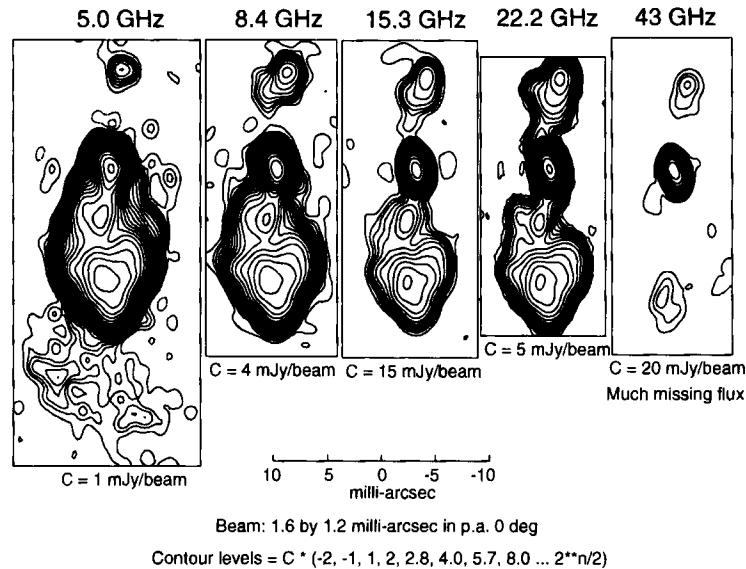 5.0 GHz
8.4 GHz
15.3 GHz
22.2 GHz
43 GHz
C = 4 mJy/beam
C = 15 mJy/beam
C = 5 mJy/beam
C = 20 mJy/beam
Much missing flux
C = 1 mJy/beam
10 5 0 -5 -10
milli-arcsec
Beam: 1.6 by 1.2 milli-arcsec in p.a. 0 deg
Contour levels = C * (-2, -1, 1, 2, 2.8, 4.0, 5.7, 8.0 ... 2**n/2)